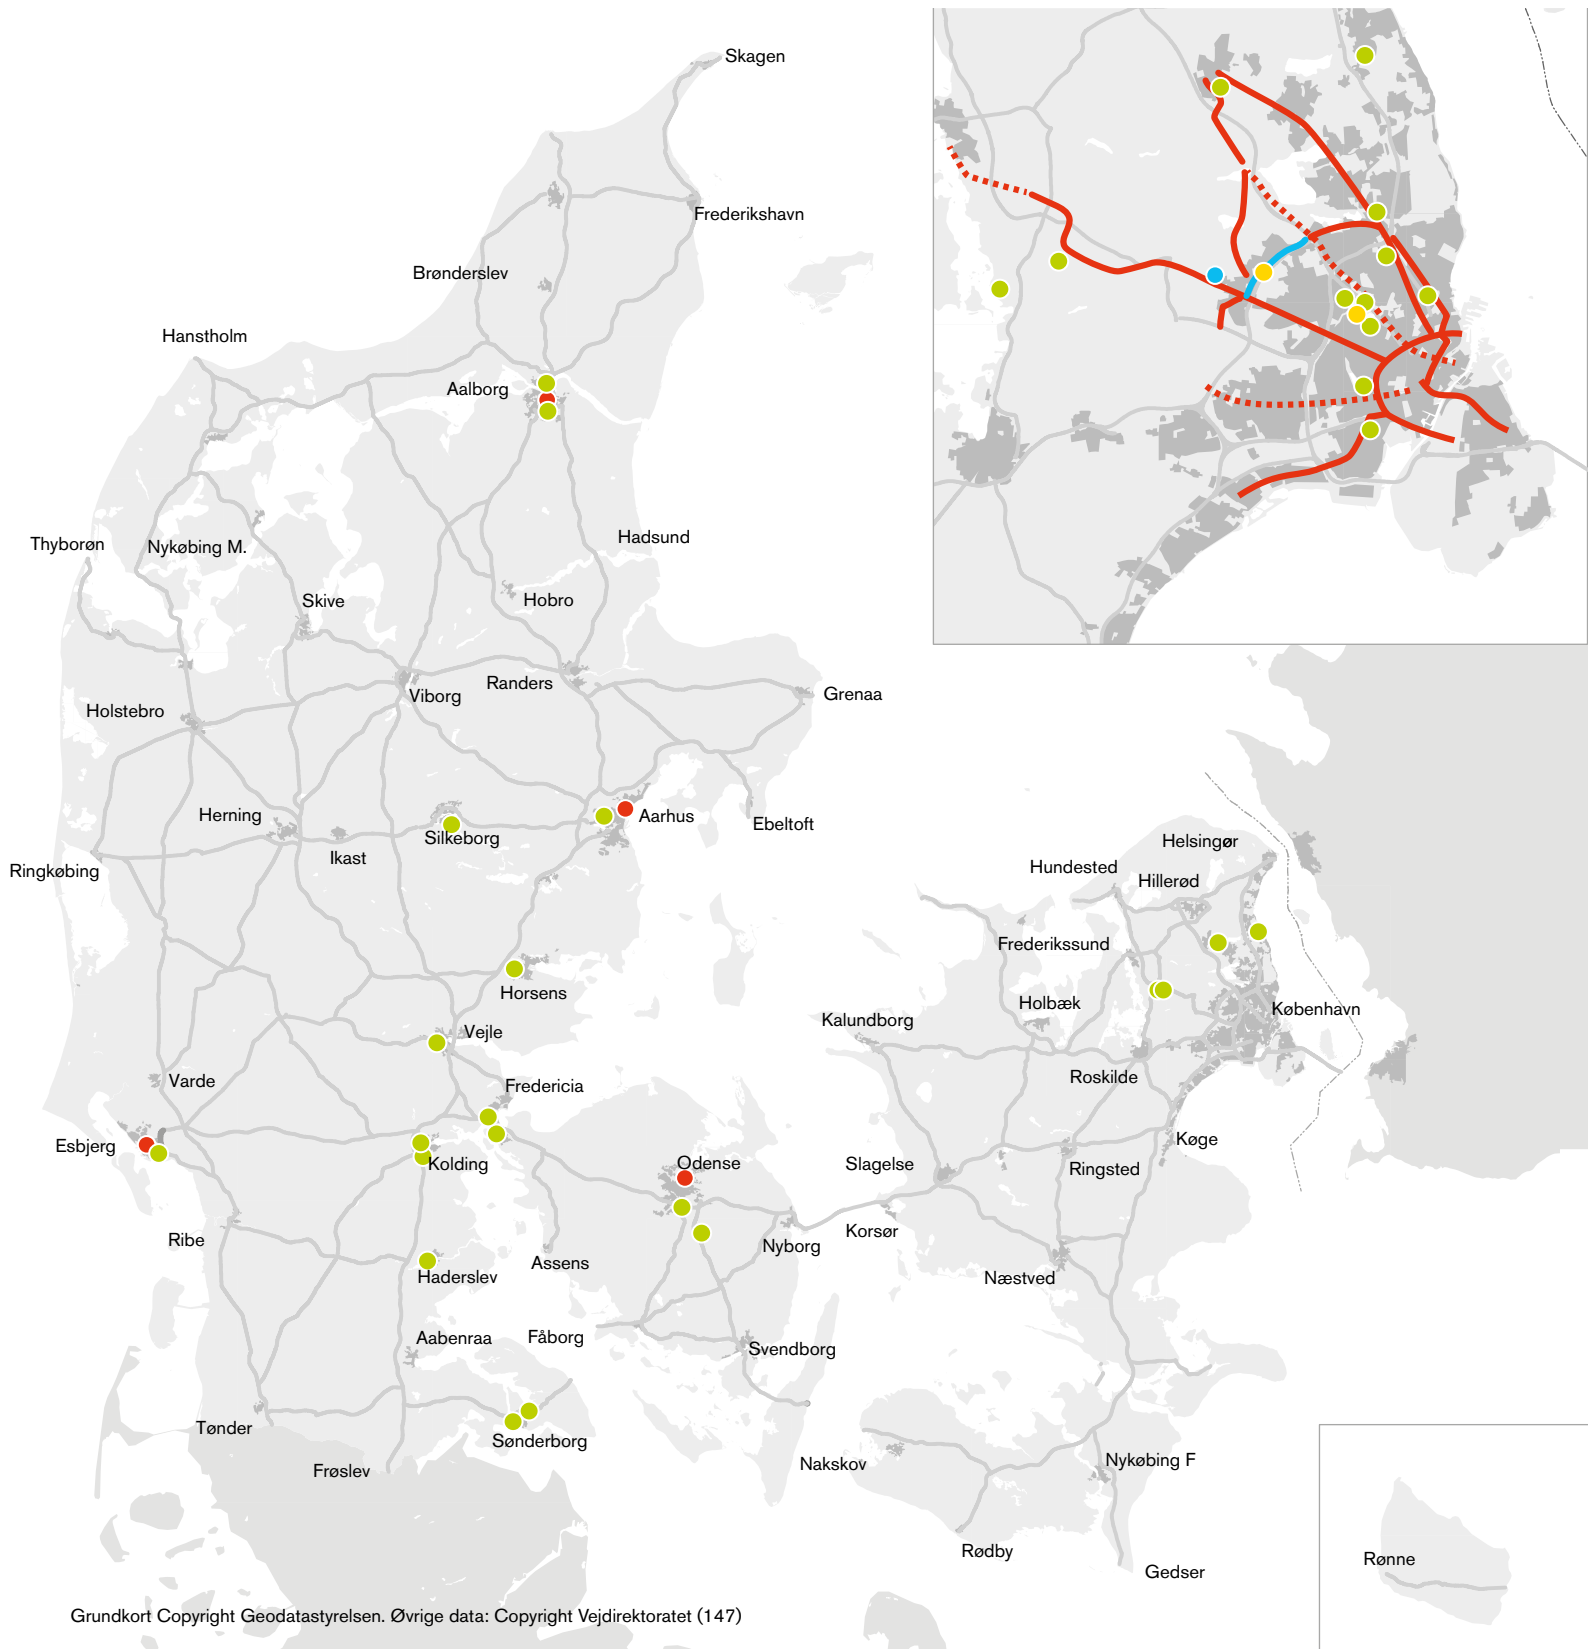 Skagen
Frederikshavn
Brønderslev
Hanstholm
Aalborg
Hadsund
Thyborøn
Nykøbing M.
Hobro
Skive
Randers
Viborg
Grenaa
Holstebro
Herning
Aarhus
Ebeltoft
Silkeborg
Ikast
Ringkøbing
Helsingør
Hundested
Hillerød
Frederikssund
Horsens
Holbæk
København
Kalundborg
Vejle
Roskilde
Varde
Fredericia
Esbjerg
Køge
Kolding
Odense
Slagelse
Ringsted
Korsør
Ribe
Nyborg
Assens
Haderslev
Næstved
Aabenraa
Fåborg
Svendborg
Tønder
Sønderborg
Nykøbing F
Nakskov
Frøslev
Rødby
Rønne
Gedser
Grundkort Copyright Geodatastyrelsen. Øvrige data: Copyright Vejdirektoratet (147)